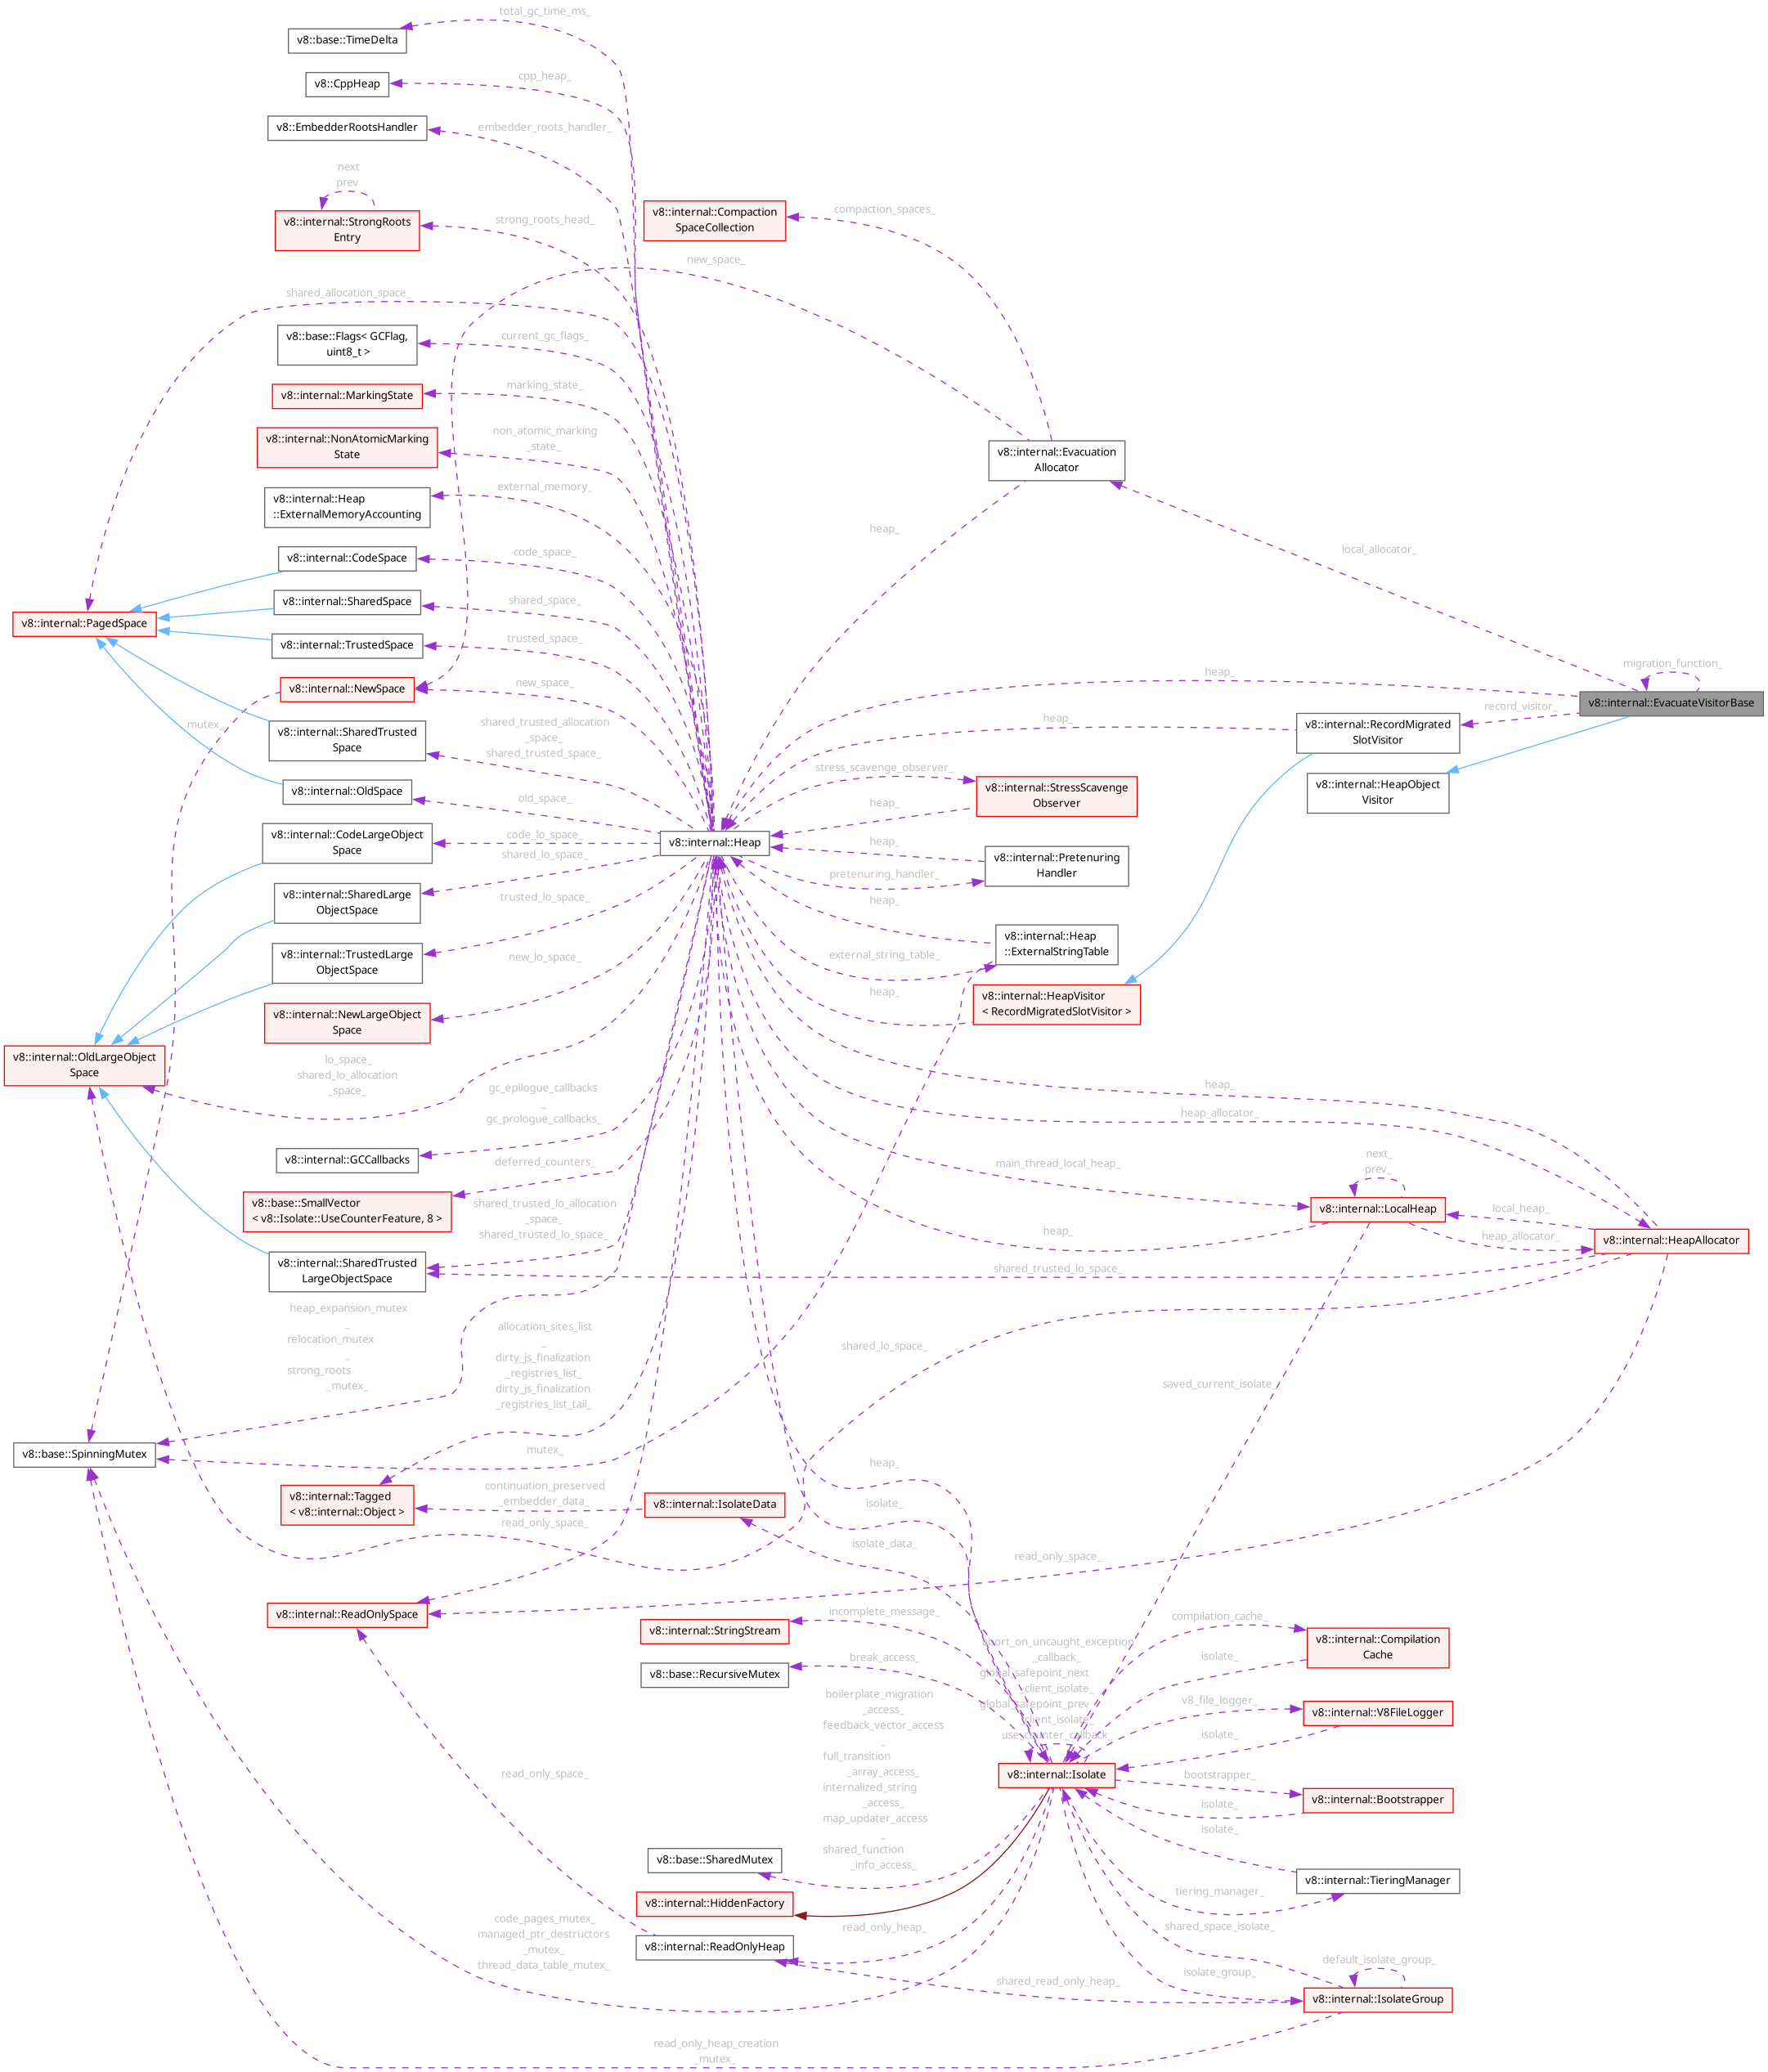 total_gc_time_ms_
v8::base::TimeDelta
cpp_heap_
v8::CppHeap
embedder_roots_handler_
v8::EmbedderRootsHandler
next
prev
v8::internal::StrongRoots
Entry
strong_roots_head_
v8::internal::Compaction
SpaceCollection
compaction_spaces_
new_space_
shared_allocation_space_
v8::base::Flags< GCFlag,
uint8_t >
current_gc_flags_
v8::internal::MarkingState
marking_state_
v8::internal::NonAtomicMarking
State
non_atomic_marking
_state_
v8::internal::Evacuation
Allocator
v8::internal::Heap
::ExternalMemoryAccounting
external_memory_
heap_
local_allocator_
v8::internal::CodeSpace
code_space_
v8::internal::SharedSpace
shared_space_
v8::internal::PagedSpace
v8::internal::TrustedSpace
trusted_space_
v8::internal::NewSpace
new_space_
heap_
migration_function_
v8::internal::EvacuateVisitorBase
record_visitor_
mutex_
v8::internal::SharedTrusted
Space
shared_trusted_allocation
_space_
shared_trusted_space_
heap_
v8::internal::RecordMigrated
SlotVisitor
v8::internal::OldSpace
old_space_
stress_scavenge_observer_
heap_
v8::internal::StressScavenge
Observer
v8::internal::HeapObject
Visitor
v8::internal::CodeLargeObject
Space
code_lo_space_
v8::internal::Heap
heap_
pretenuring_handler_
v8::internal::Pretenuring
Handler
shared_lo_space_
v8::internal::SharedLarge
ObjectSpace
trusted_lo_space_
heap_
v8::internal::TrustedLarge
ObjectSpace
new_lo_space_
external_string_table_
v8::internal::Heap
::ExternalStringTable
v8::internal::NewLargeObject
Space
heap_
v8::internal::HeapVisitor
< RecordMigratedSlotVisitor >
v8::internal::OldLargeObject
Space
lo_space_
shared_lo_allocation
_space_
gc_epilogue_callbacks
_
gc_prologue_callbacks_
heap_
heap_allocator_
v8::internal::GCCallbacks
deferred_counters_
main_thread_local_heap_
next_
prev_
v8::base::SmallVector
< v8::Isolate::UseCounterFeature, 8 >
shared_trusted_lo_allocation
_space_
shared_trusted_lo_space_
heap_
v8::internal::LocalHeap
local_heap_
heap_allocator_
v8::internal::HeapAllocator
v8::internal::SharedTrusted
LargeObjectSpace
shared_trusted_lo_space_
heap_expansion_mutex
_
relocation_mutex
_
strong_roots
_mutex_
allocation_sites_list
_
dirty_js_finalization
_registries_list_
dirty_js_finalization
_registries_list_tail_
shared_lo_space_
saved_current_isolate_
v8::base::SpinningMutex
mutex_
heap_
v8::internal::Tagged
< v8::internal::Object >
continuation_preserved
_embedder_data_
v8::internal::IsolateData
isolate_
read_only_space_
isolate_data_
read_only_space_
v8::internal::ReadOnlySpace
v8::internal::StringStream
incomplete_message_
compilation_cache_
v8::internal::Compilation
Cache
isolate_
v8::base::RecursiveMutex
break_access_
abort_on_uncaught_exception
_callback_
global_safepoint_next
_client_isolate_
global_safepoint_prev
_client_isolate_
use_counter_callback_
boilerplate_migration
_access_
feedback_vector_access
_
full_transition
_array_access_
internalized_string
_access_
map_updater_access
_
shared_function
_info_access_
v8_file_logger_
v8::internal::V8FileLogger
isolate_
v8::internal::Isolate
bootstrapper_
v8::internal::Bootstrapper
isolate_
read_only_space_
isolate_
v8::base::SharedMutex
v8::internal::TieringManager
tiering_manager_
v8::internal::HiddenFactory
read_only_heap_
shared_space_isolate_
code_pages_mutex_
managed_ptr_destructors
_mutex_
thread_data_table_mutex_
v8::internal::ReadOnlyHeap
shared_read_only_heap_
isolate_group_
default_isolate_group_
v8::internal::IsolateGroup
read_only_heap_creation
_mutex_